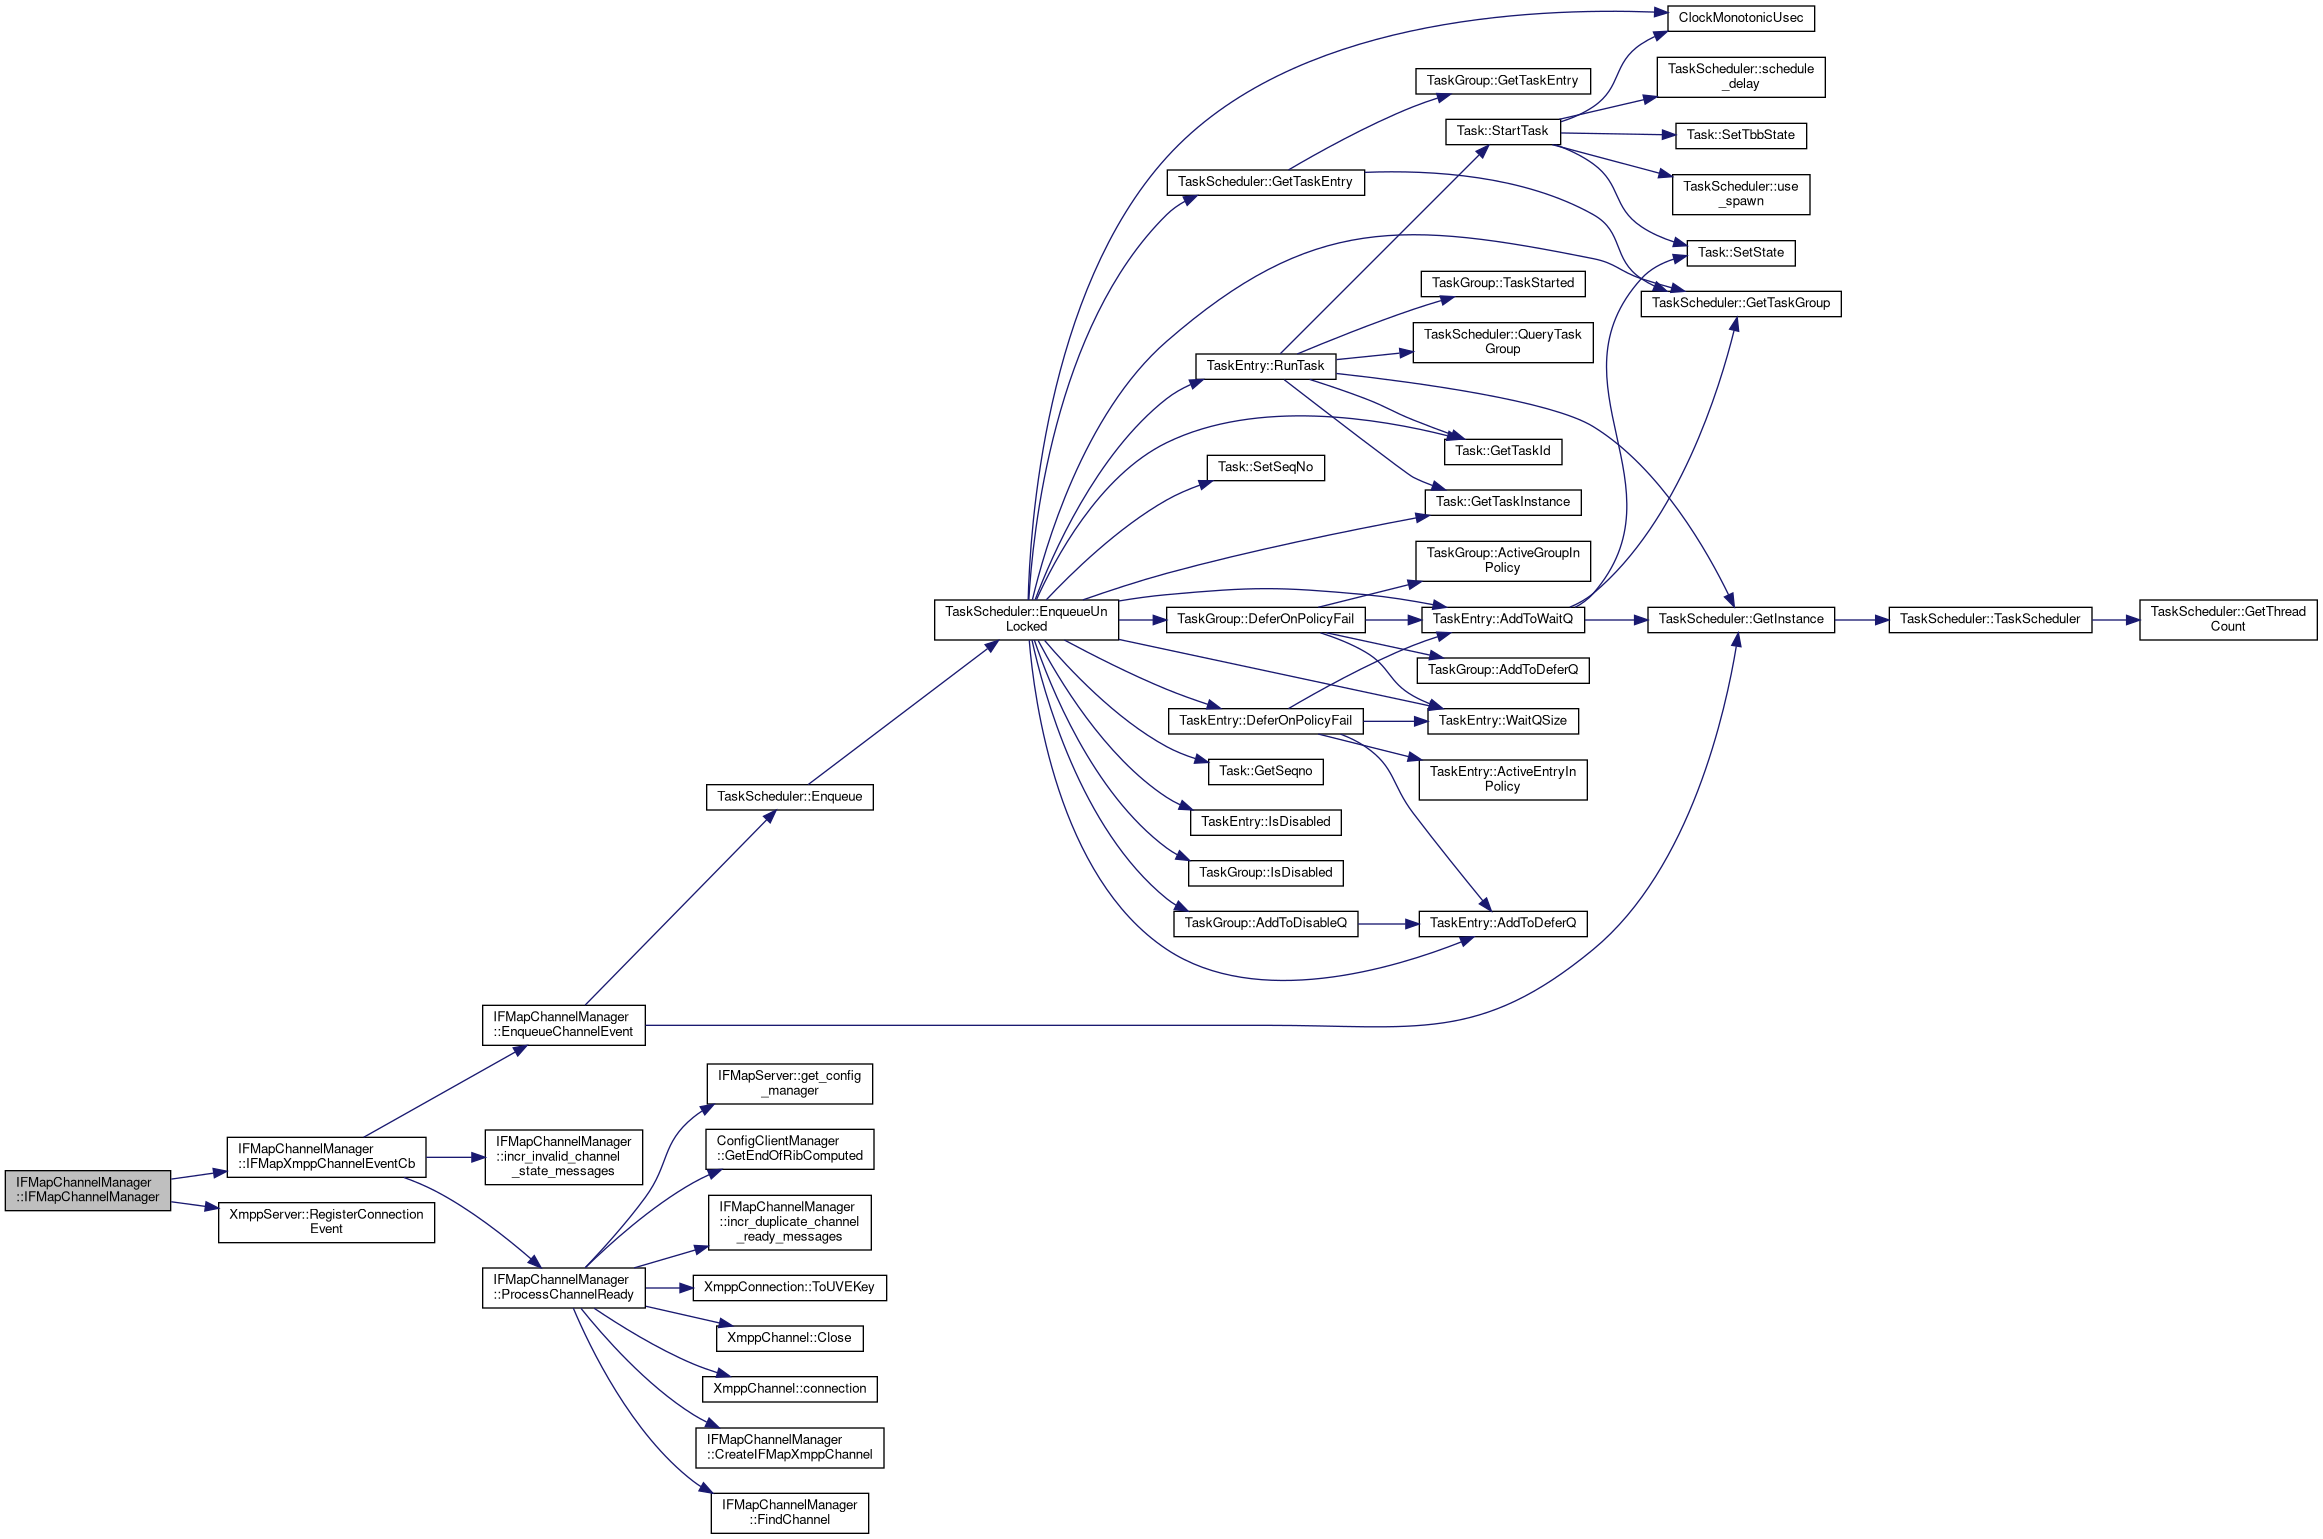 ClockMonotonicUsec
TaskScheduler::schedule
_delay
TaskGroup::GetTaskEntry
Task::StartTask
Task::SetTbbState
TaskScheduler::GetTaskEntry
TaskScheduler::use
_spawn
Task::SetState
TaskGroup::TaskStarted
TaskScheduler::GetTaskGroup
TaskScheduler::QueryTask
Group
TaskEntry::RunTask
Task::GetTaskId
Task::SetSeqNo
Task::GetTaskInstance
TaskGroup::ActiveGroupIn
Policy
TaskScheduler::EnqueueUn
Locked
TaskGroup::DeferOnPolicyFail
TaskEntry::AddToWaitQ
TaskScheduler::GetInstance
TaskScheduler::TaskScheduler
TaskScheduler::GetThread
Count
TaskGroup::AddToDeferQ
TaskEntry::DeferOnPolicyFail
TaskEntry::WaitQSize
Task::GetSeqno
TaskEntry::ActiveEntryIn
Policy
TaskScheduler::Enqueue
TaskEntry::IsDisabled
TaskGroup::IsDisabled
TaskGroup::AddToDisableQ
TaskEntry::AddToDeferQ
IFMapChannelManager
::EnqueueChannelEvent
IFMapServer::get_config
_manager
IFMapChannelManager
::IFMapXmppChannelEventCb
IFMapChannelManager
::incr_invalid_channel
_state_messages
ConfigClientManager
::GetEndOfRibComputed
IFMapChannelManager
::IFMapChannelManager
XmppServer::RegisterConnection
Event
IFMapChannelManager
::incr_duplicate_channel
_ready_messages
IFMapChannelManager
::ProcessChannelReady
XmppConnection::ToUVEKey
XmppChannel::Close
XmppChannel::connection
IFMapChannelManager
::CreateIFMapXmppChannel
IFMapChannelManager
::FindChannel